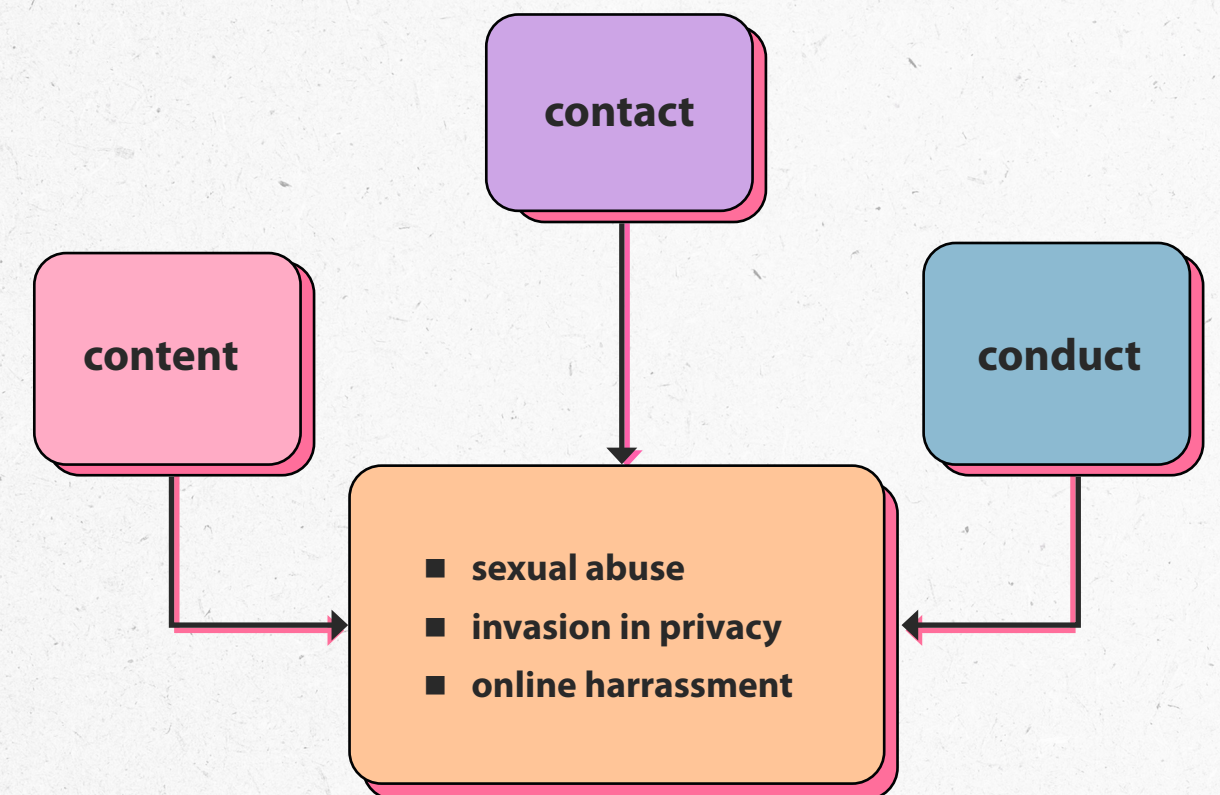 contact
content
conduct
■ sexual abuse
■ invasion in privacy
■ online harrassment